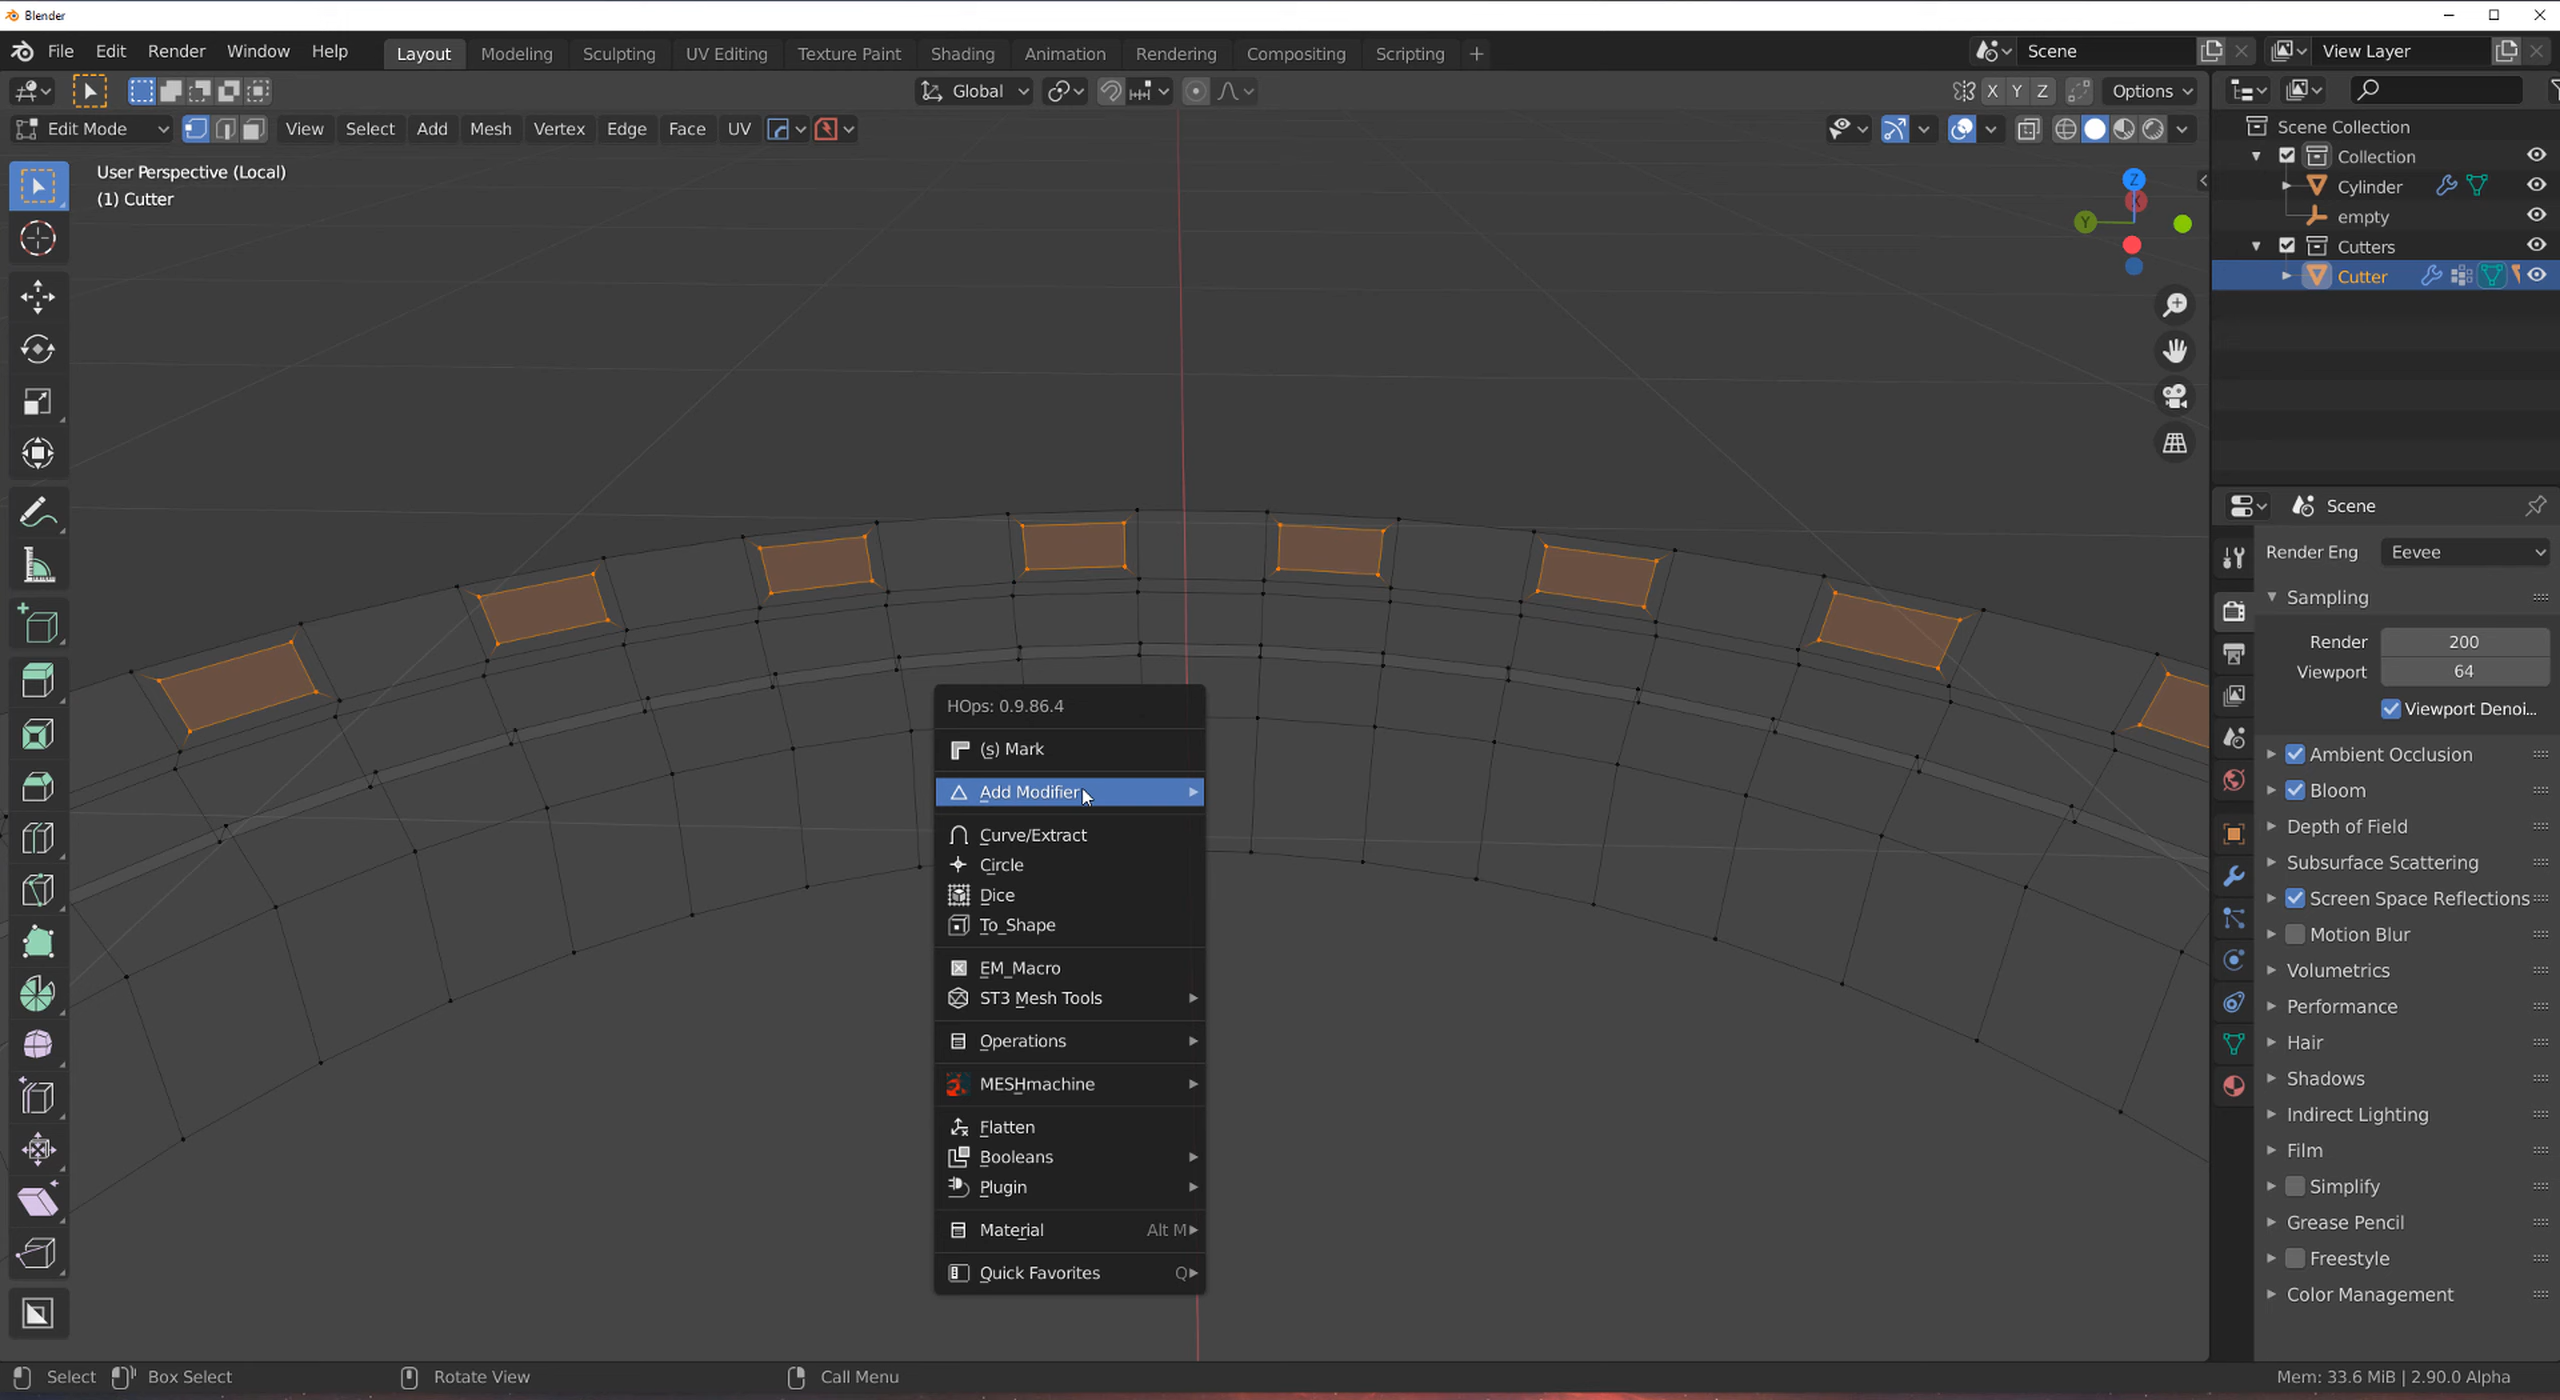 Blender
File Edit Render Window Help Layout Modeling Sculpting UV Editing Texture Paint Shading Animation Rendering Compositing Scripting + Scene View Layer
Global X Y Z Options
Edit Mode View Select Add Mesh Vertex Edge Face UV
User Perspective (Local)
(1) Cutter
Z
Y
Scene Collection
Collection
Cylinder
empty
Cutters
Cutter
Scene
Render Eng Eevee
Sampling
Render 200
Viewport 64
Viewport Denoi...
Ambient Occlusion
Bloom
Depth of Field
Subsurface Scattering
Screen Space Reflections
Motion Blur
Volumetrics
Performance
Hair
Shadows
Indirect Lighting
Film
Simplify
Grease Pencil
Freestyle
Color Management
HOps: 0.9.86.4
(s) Mark
Add Modifier
Curve/Extract
Circle
Dice
To_Shape
EM_Macro
ST3 Mesh Tools
Operations
MESHmachine
Flatten
Booleans
Plugin
Material Alt M
Quick Favorites Q
Select Box Select Rotate View Call Menu Mem: 33.6 MiB | 2.90.0 Alpha